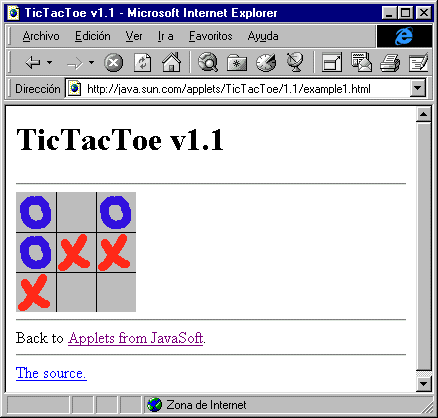 TicTacToe v1.1 - Microsoft Internet Explorer
Archivo Edición Ver Ir a Favoritos Ayuda
Dirección http://java.sun.com/applets/TicTacToe/1.1/example1.html
TicTacToe v1.1
Back to Applets from JavaSoft.
The source.
Zona de Internet